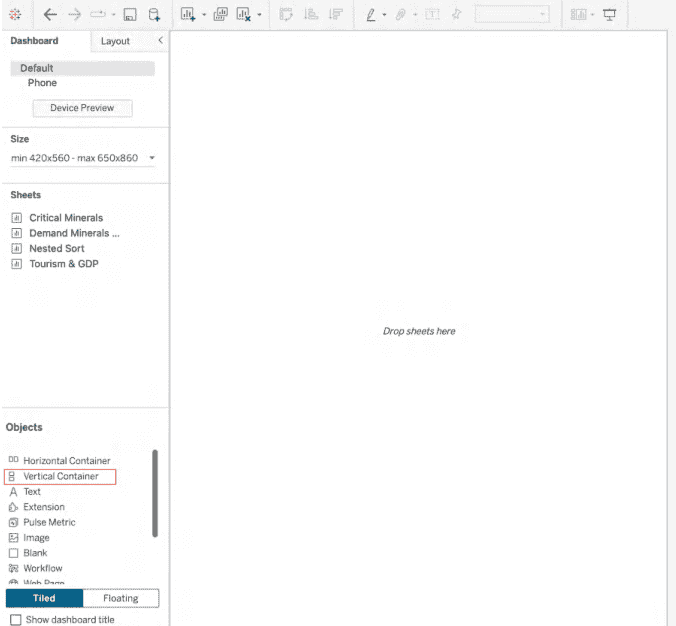 Dashboard Layout
Default
Phone
Device Preview
Size
min 420x560 - max 650x860
Sheets
Critical Minerals
Demand Minerals ...
Nested Sort
Tourism & GDP
Drop sheets here
Objects
Horizontal Container
Vertical Container
Text
Extension
Pulse Metric
Image
Blank
Workflow
Web Page
Tiled Floating
Show dashboard title